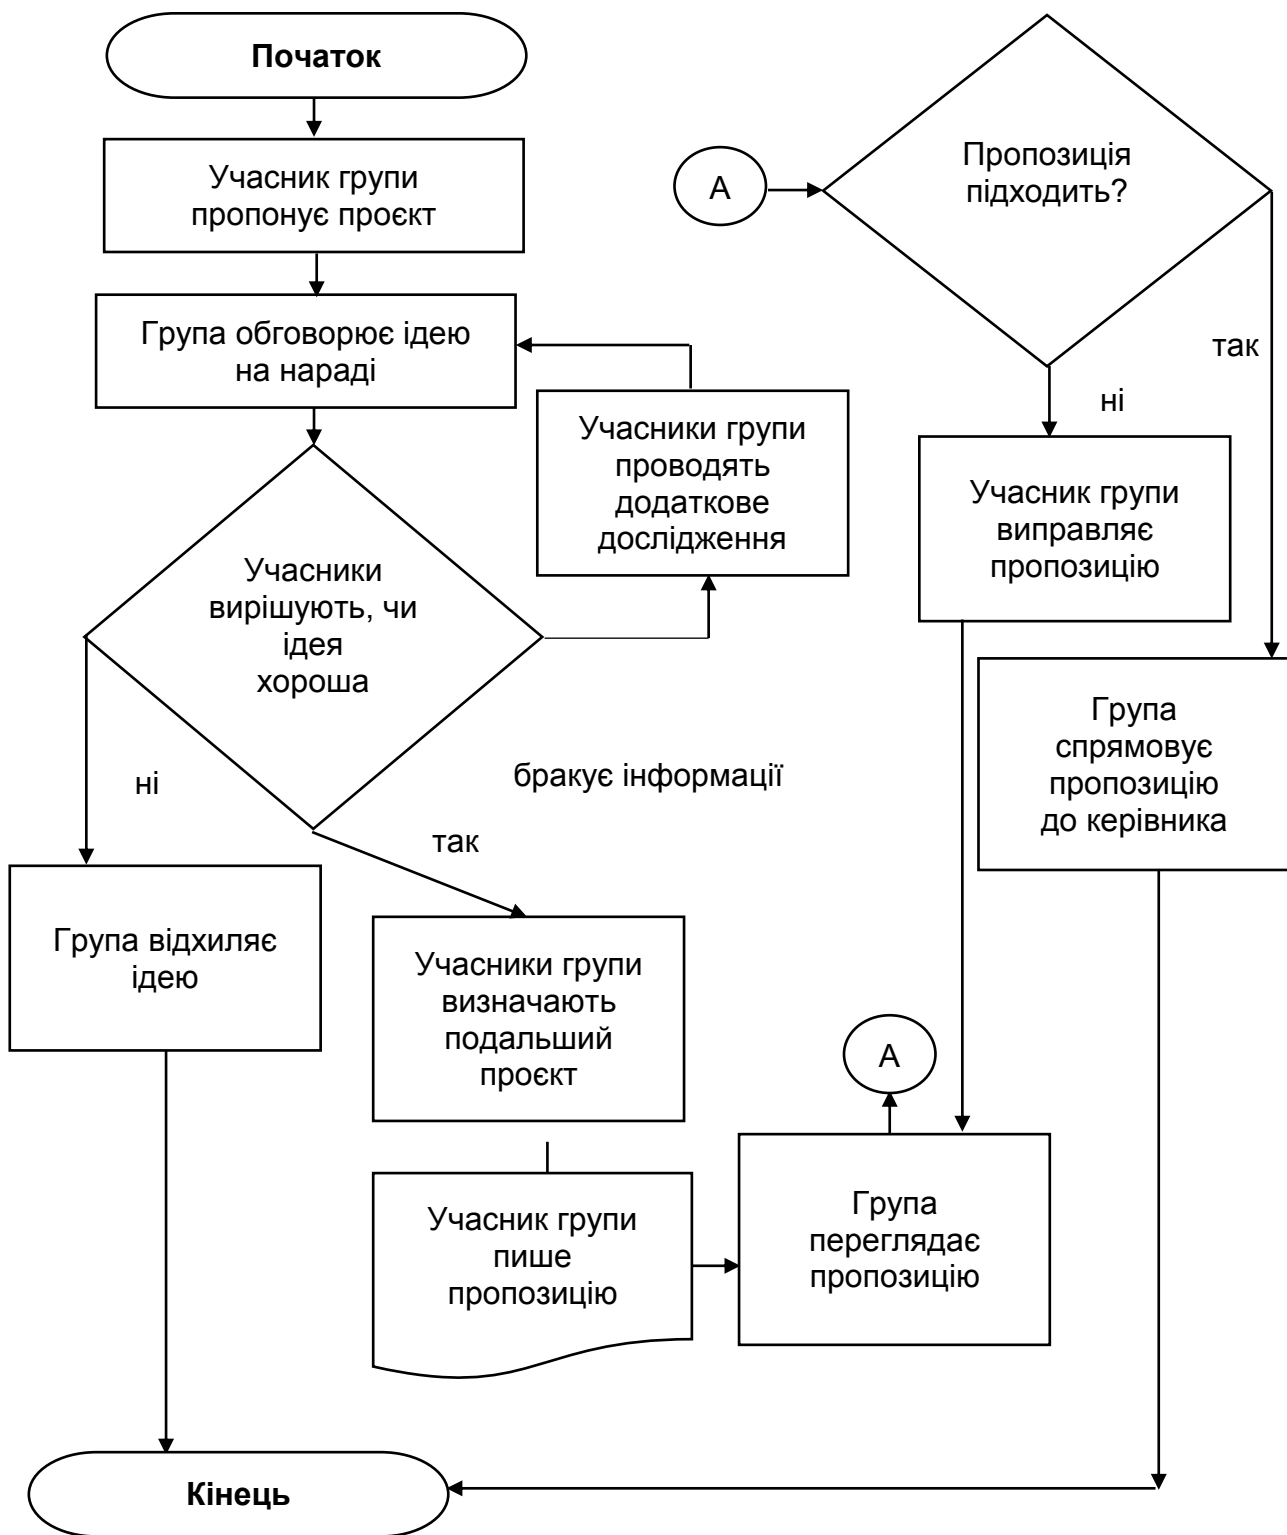 Початок
Учасник групи
пропонує проєкт
Група обговорює ідею
на нараді
Учасники групи
проводять
додаткове
дослідження
Учасники
вирішують, чи
ідея
хороша
ні
бракує інформації
так
Група відхиляє
ідею
Учасники групи
визначають
подальший
проєкт
Учасник групи
пише
пропозицію
Група
переглядає
пропозицію
А
А
Пропозиція
підходить?
так
ні
Учасник групи
виправляє
пропозицію
Група
спрямовує
пропозицію
до керівника
Кінець